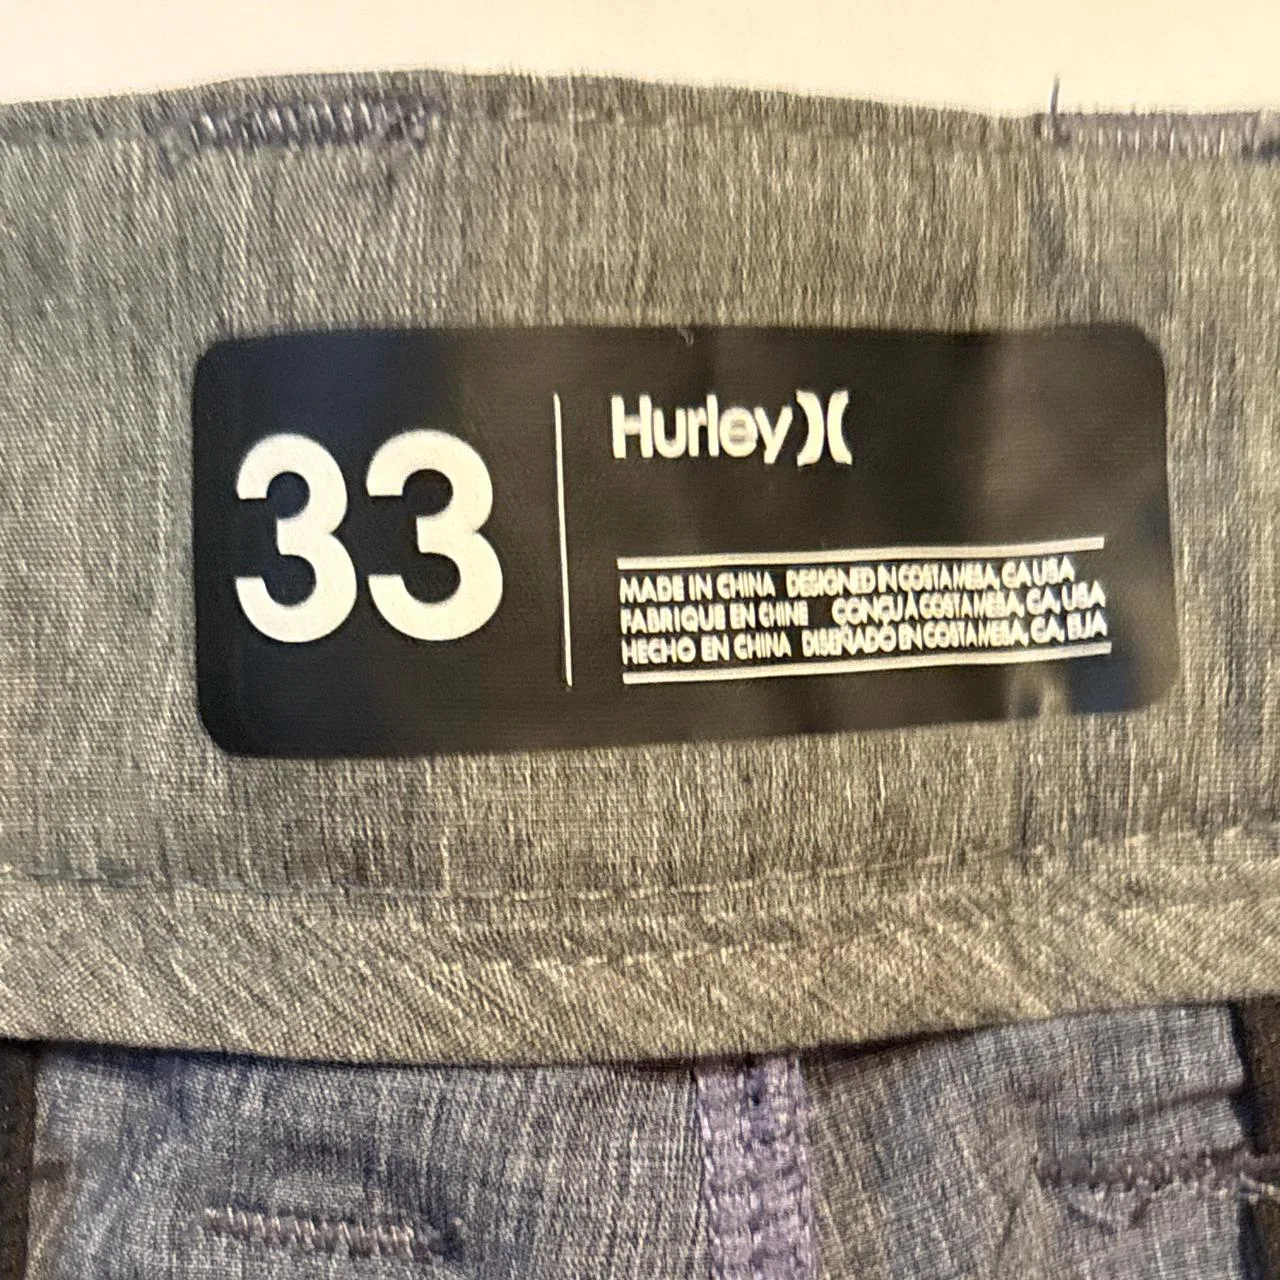 33
Hurley
MADE IN CHINA DESIGNED IN COSTA MESA, CA USA
FABRIQUE EN CHINE CONÇU À COSTA MESA, CA, USA
HECHO EN CHINA DISEÑADO EN COSTA MESA, CA, EUA